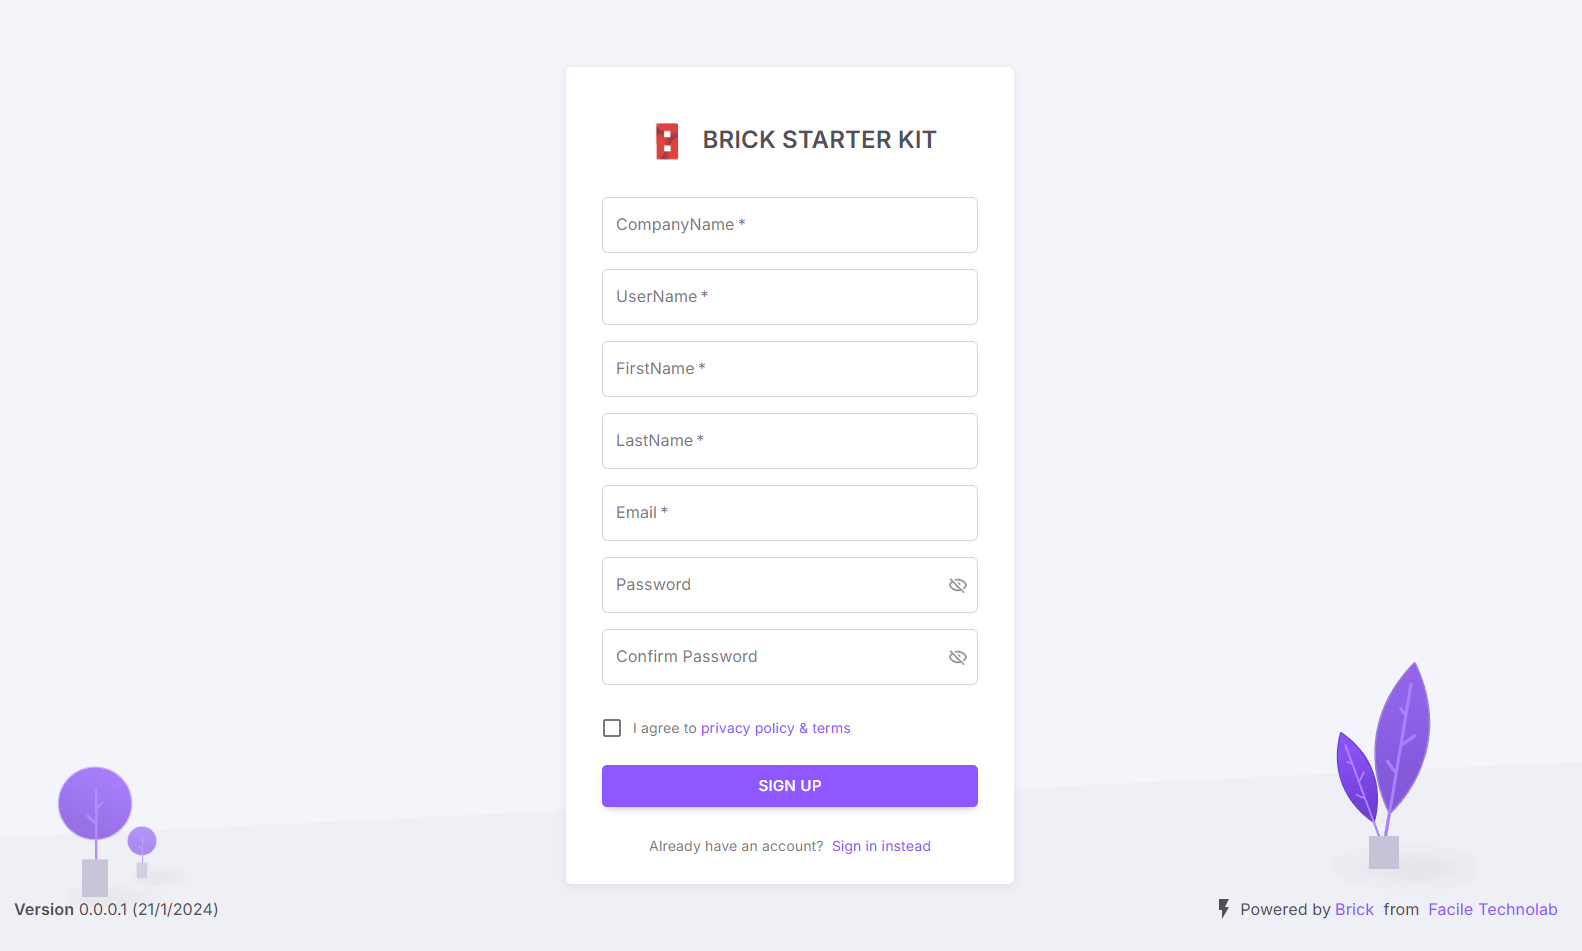 BRICK STARTER KIT
CompanyName *
UserName *
FirstName *
LastName *
Email *
Password
Confirm Password
I agree to privacy policy & terms
SIGN UP
Already have an account? Sign in instead
Version 0.0.0.1 (21/1/2024)
Powered by Brick from Facile Technolab